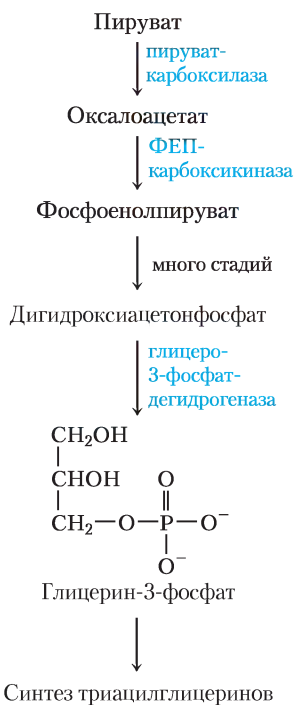 Пируват
пируват-
карбоксилаза
Оксалоацетат
ФЕП-
карбоксикиназа
Фосфоенолпируват
много стадий
Дигидроксиацетонфосфат
глицеро-
3-фосфат-
дегидрогеназа
CH₂OH
CHOH O
CH₂—O—P—O⁻
O⁻
Глицерин-3-фосфат
Синтез триацилглицеринов